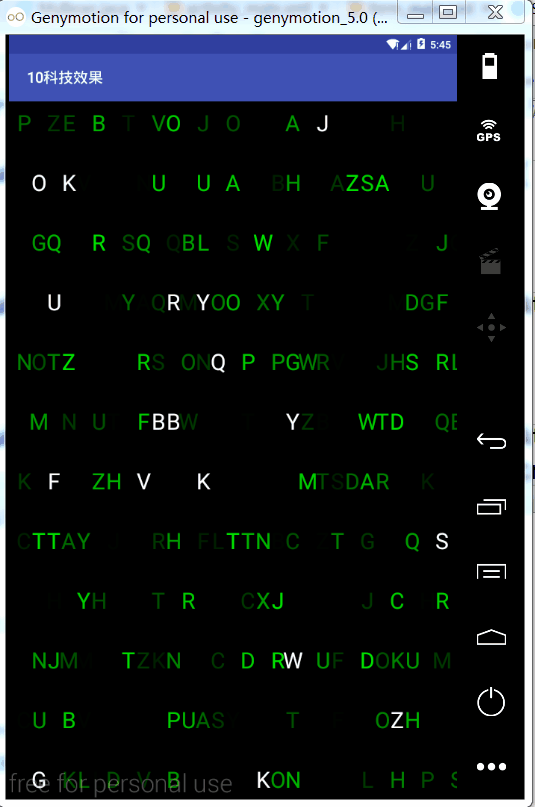 Genymotion for personal use - genymotion_5.0 (...
5:45
10科技效果
GPS
P ZE B T VO J O A J H
O K U U A BH AZSA U
GQ R SQ QBL S W X F J
U Y QR YOO XY T DGF
NOTZ RS ONQ P PGWR JHS RL
M N U FBBW YZ WTD QE
K F ZH V K MTSDAR K
CTTAY RH FLTTN C T G Q S
YH T R CXJ J C R
NJM TZKN C D RW UF DOKU M
U B PUAS T OZH
G KL D V B KON L H P S
free for personal use